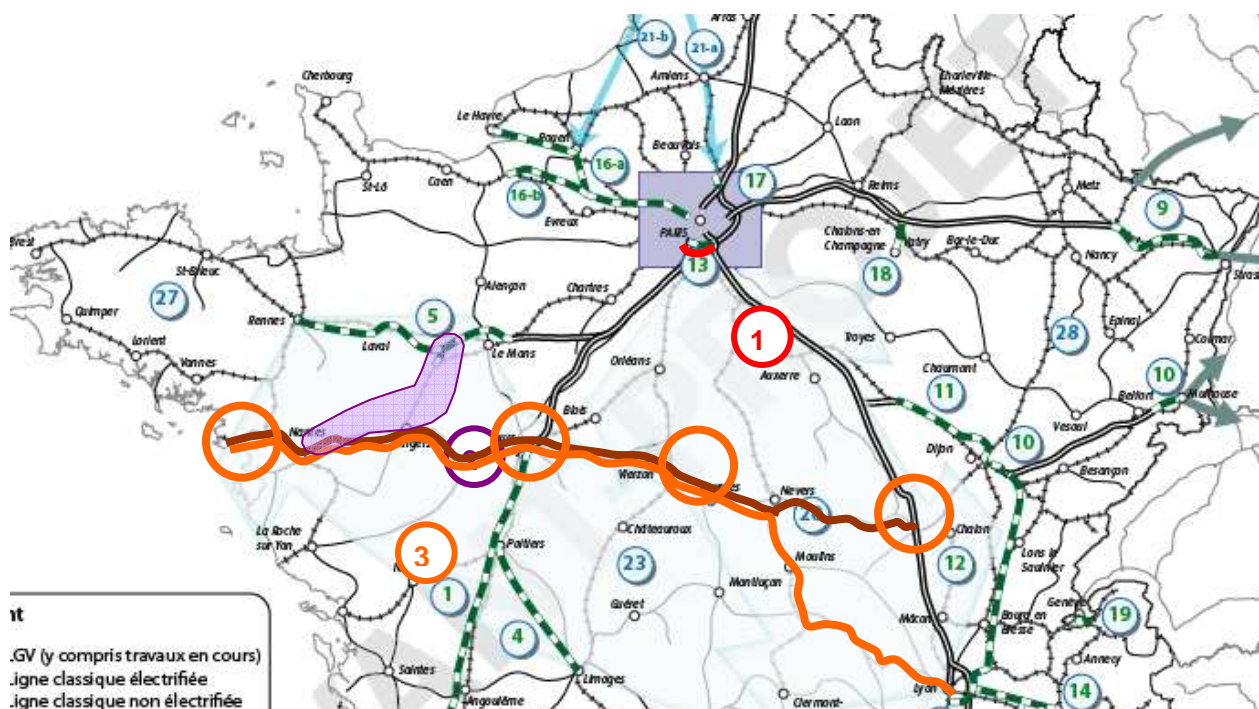 Arras
21-b
21-a
Amiens
Charleville-
Mézières
Cherbourg
Le Havre
Rouen
Laon
Beauvais
16-a
St-Lô
Caen
17
Reims
Metz
16-b
Evreux
9
PARIS
Chalons-en
Champagne
Vatry
Bar-le-Duc
Nancy
Brest
St-Brieuc
13
18
Stras
27
Alençon
Chartres
Quimper
Rennes
5
Epinal
Lorient
Laval
Le Mans
1
Troyes
28
Colmar
Vannes
Orléans
Auxerre
Chaumont
11
10
Belfort
Mulhouse
Blois
Vesoul
Nantes
Dijon
10
Besançon
Vierzon
Nevers
Châteauroux
Chalon
La Roche
sur Yon
3
Poitiers
23
Moulins
12
Lons le
Saulnier
1
Montluçon
Genève
19
Guéret
Mâcon
Bourg en
Bresse
4
nt
Annecy
LGV (y compris travaux en cours)
Ligne classique électrifiée
Ligne classique non électrifiée
Saintes
Limoges
Lyon
14
Angoulême
Clermont-